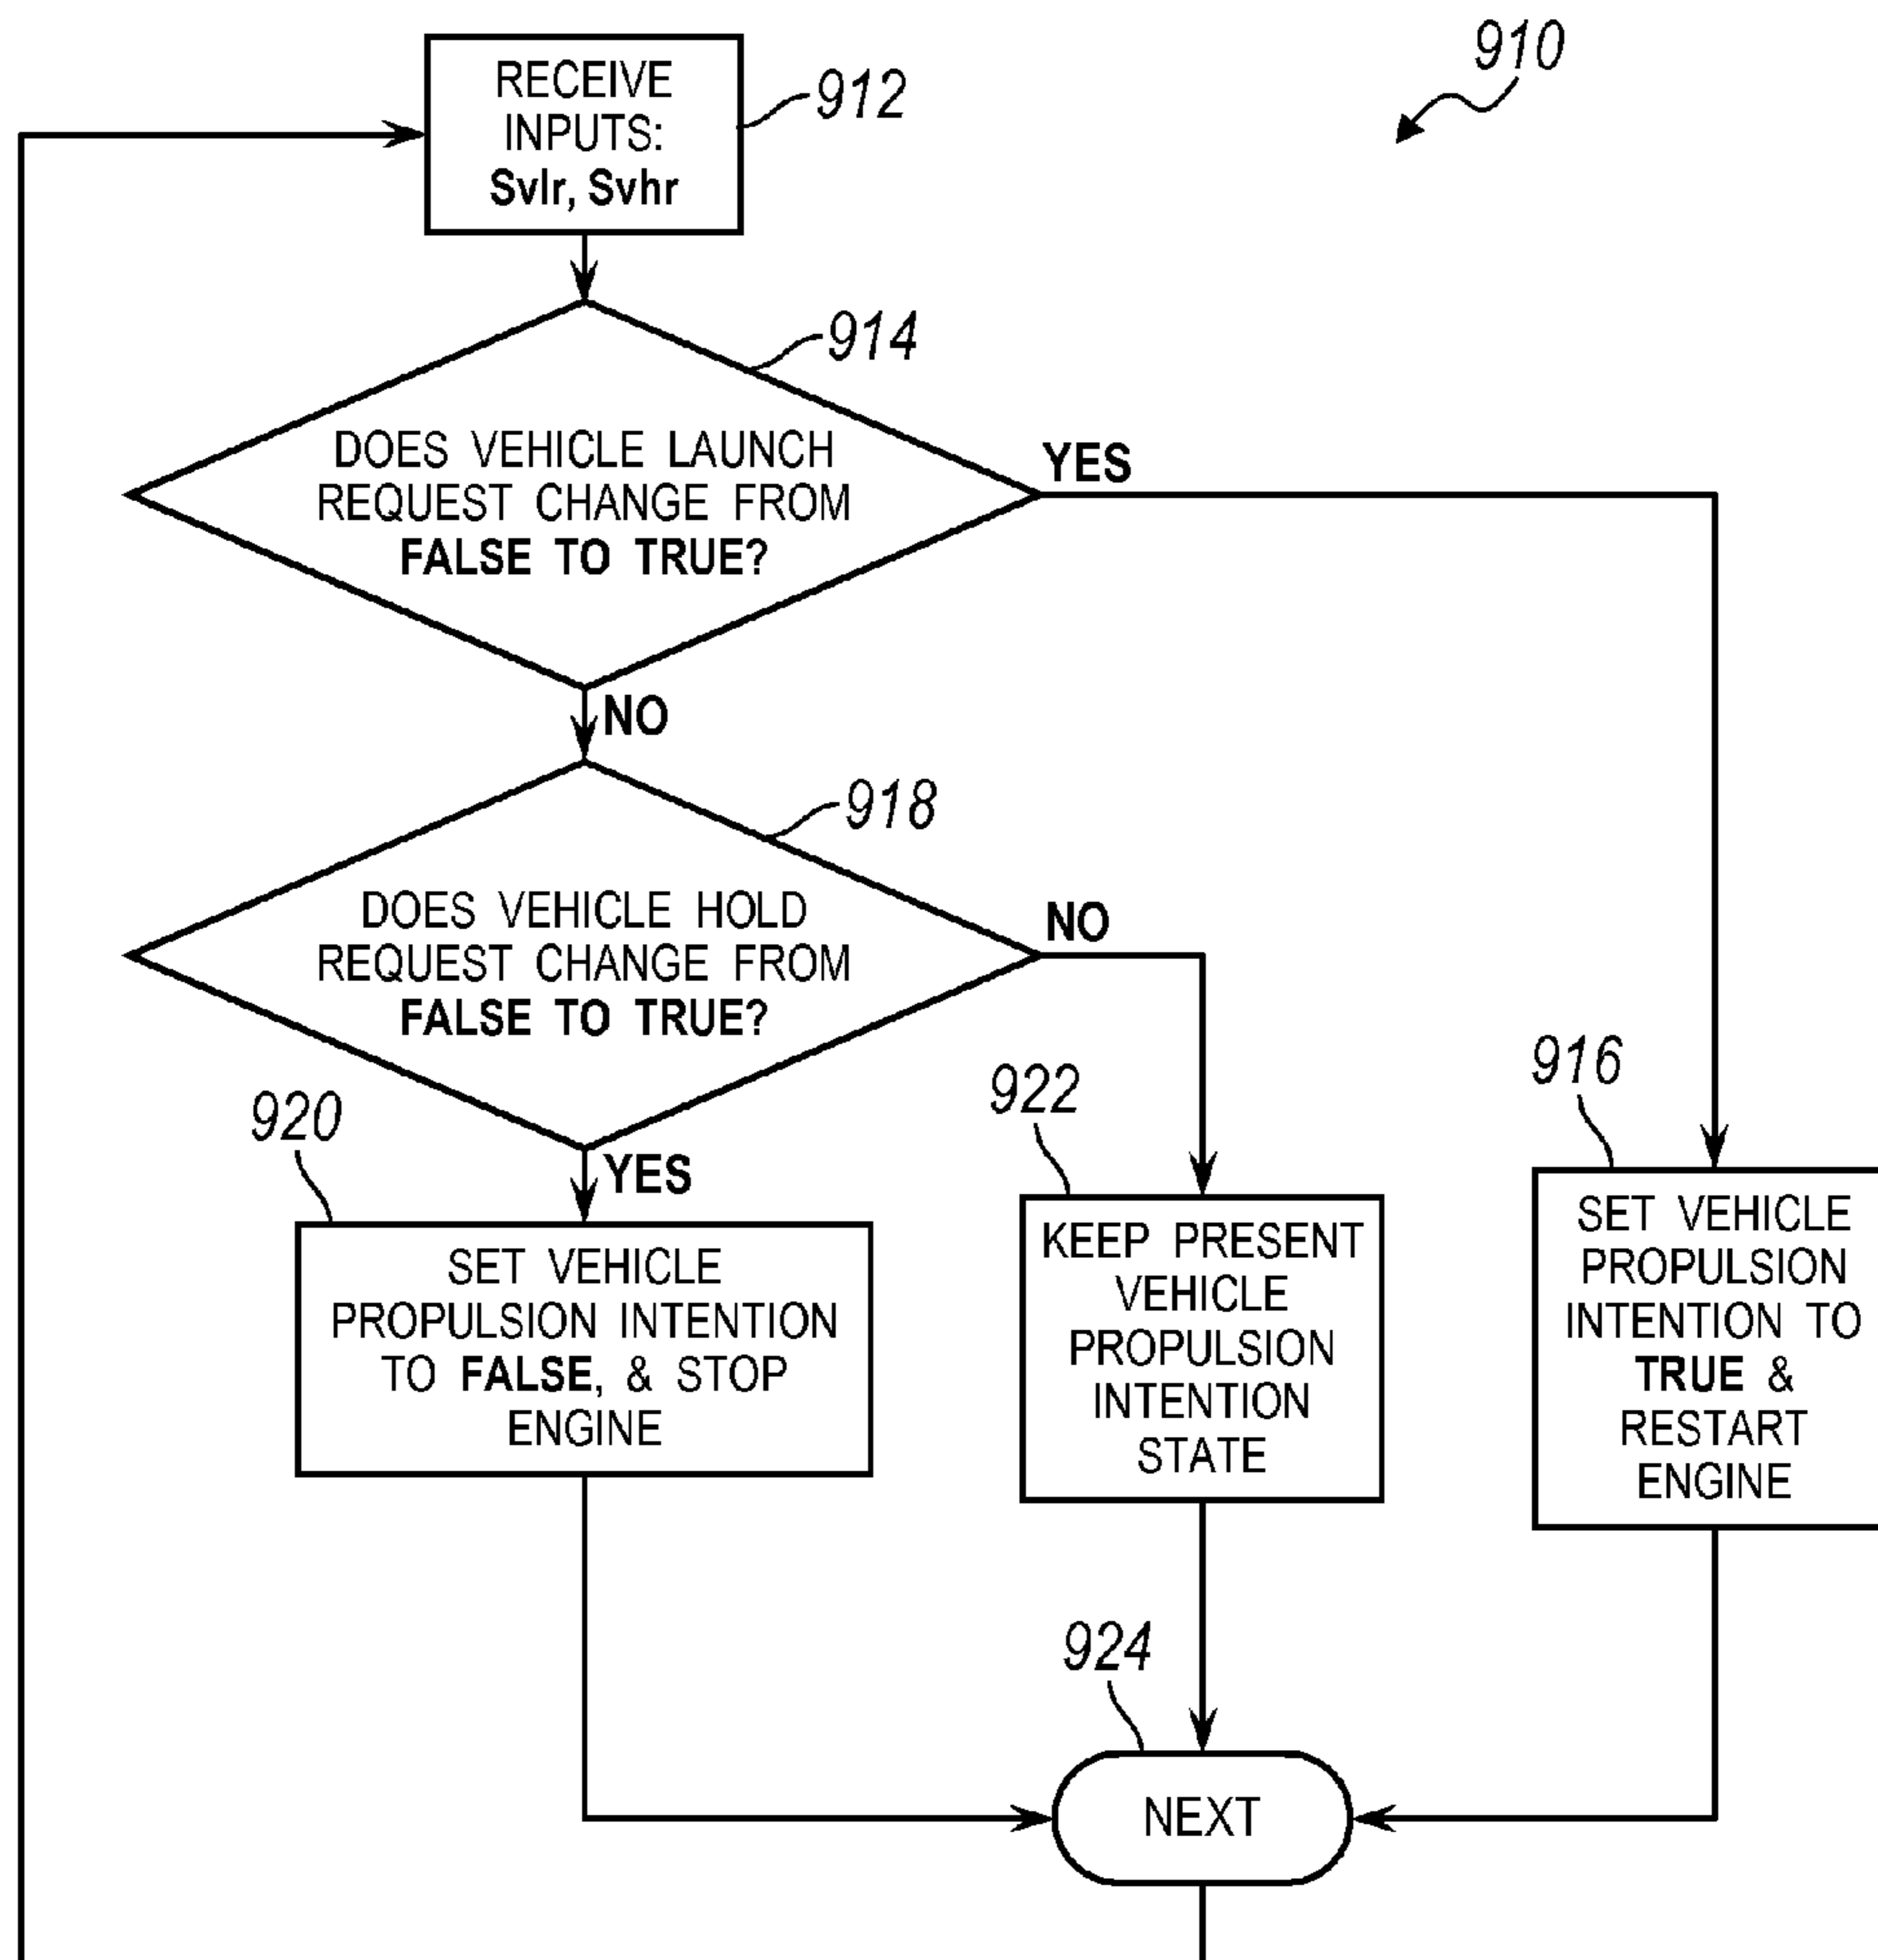 910
RECEIVE
INPUTS:
Svlr, Svhr
912
914
DOES VEHICLE LAUNCH
REQUEST CHANGE FROM
FALSE TO TRUE?
YES
NO
918
DOES VEHICLE HOLD
REQUEST CHANGE FROM
FALSE TO TRUE?
NO
YES
920
SET VEHICLE
PROPULSION INTENTION
TO FALSE, & STOP
ENGINE
922
KEEP PRESENT
VEHICLE
PROPULSION
INTENTION
STATE
916
SET VEHICLE
PROPULSION
INTENTION TO
TRUE &
RESTART
ENGINE
924
NEXT